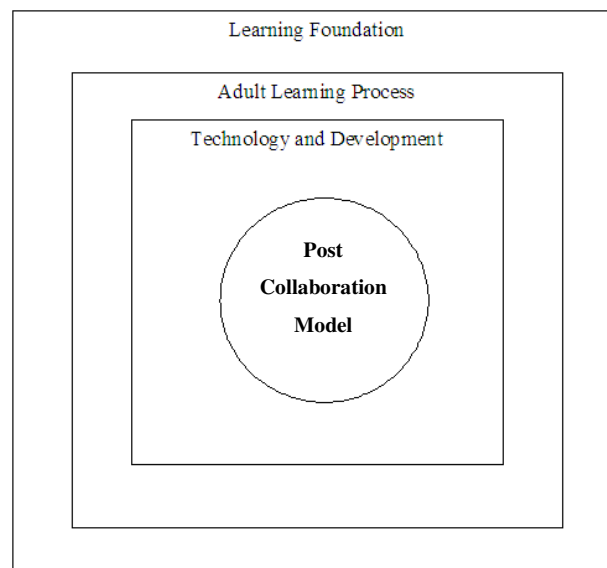 Learning Foundation
Adult Learning Process
Technology and Development
Post
Collaboration
Model